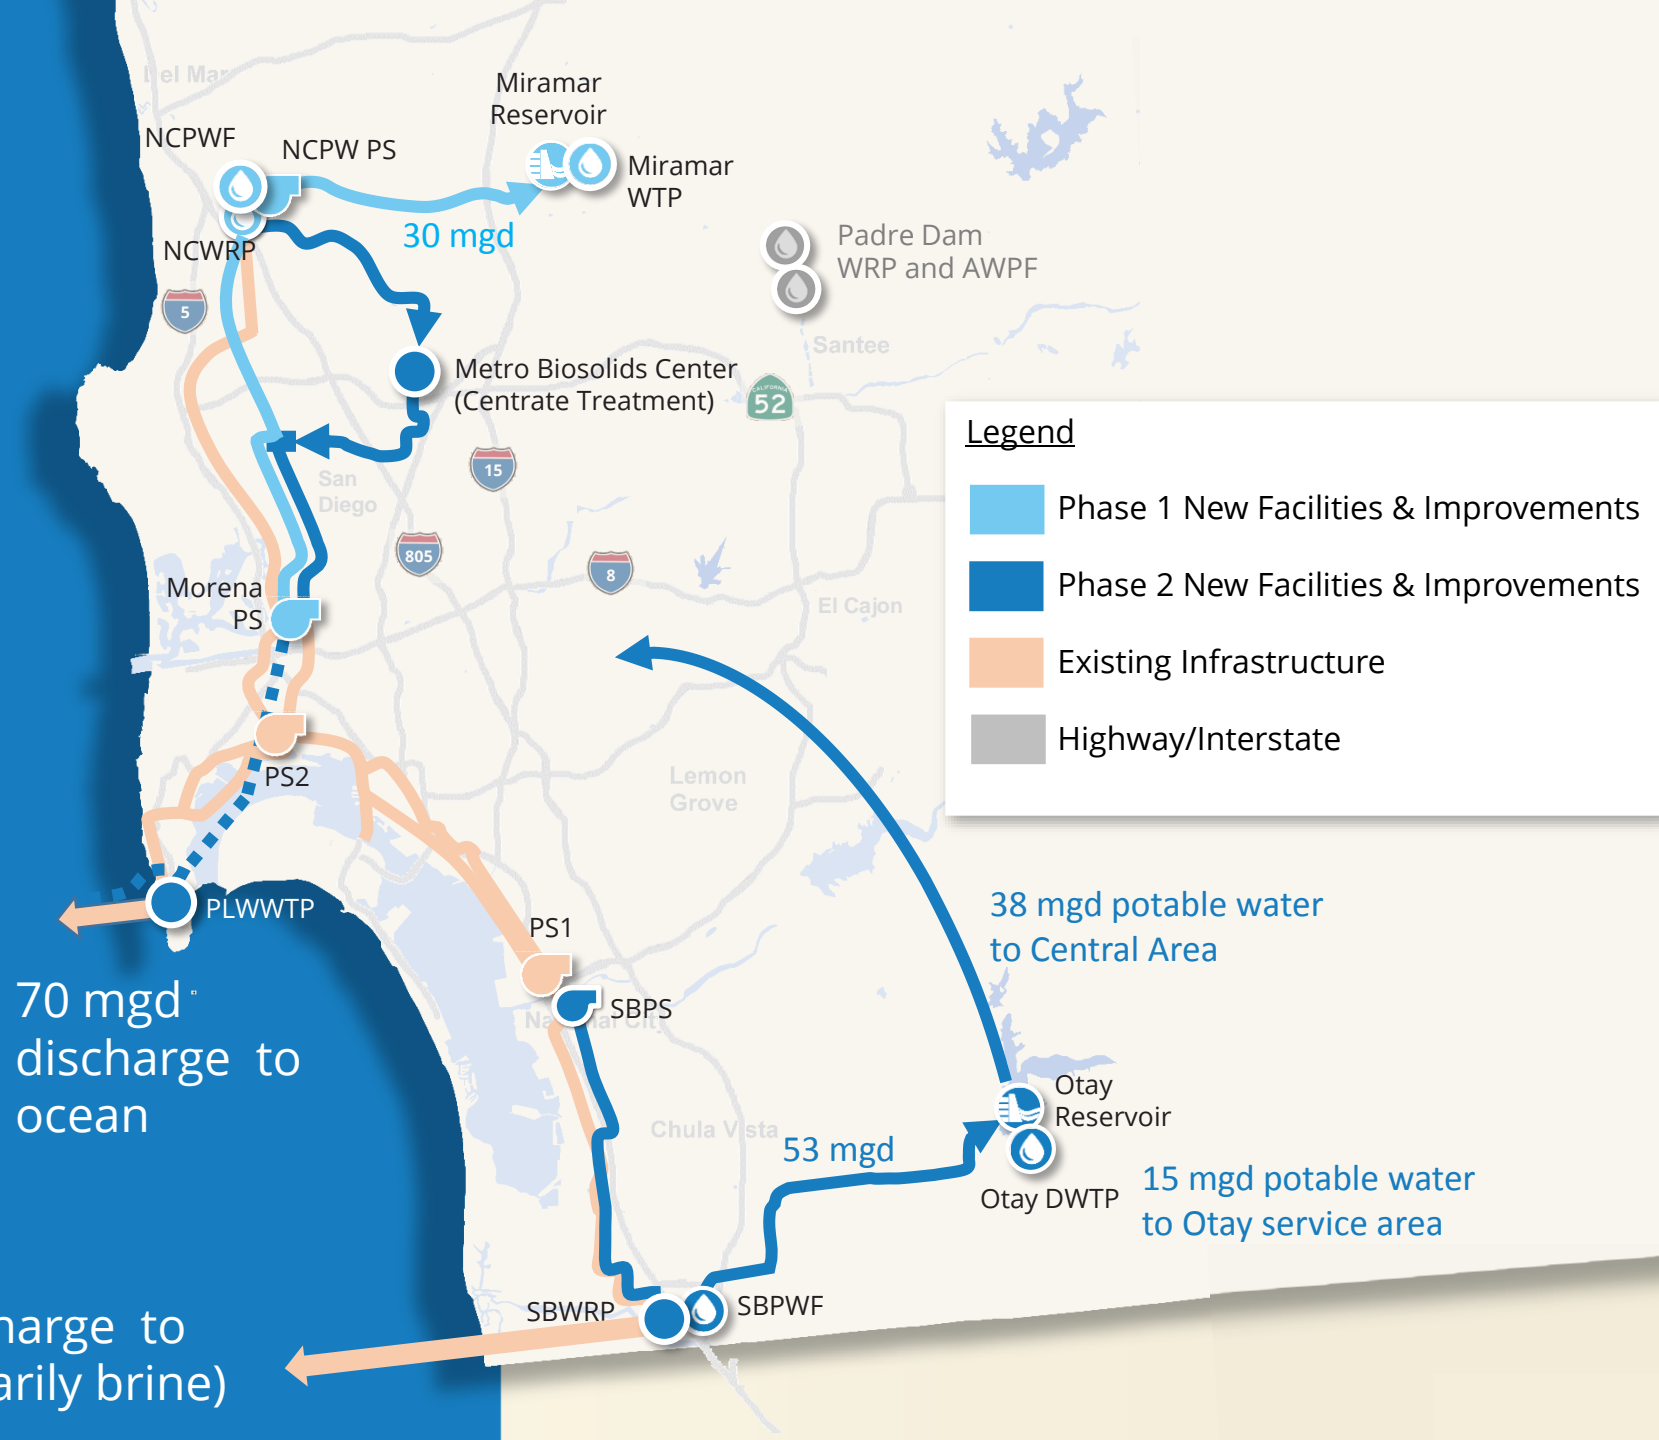 Del Mar
Miramar
Reservoir
NCPWF
NCPW PS
Miramar
WTP
30 mgd
NCWRP
Padre Dam
WRP and AWPF
5
Santee
Metro Biosolids Center
(Centrate Treatment)
CALIFORNIA
52
Legend
Phase 1 New Facilities & Improvements
Phase 2 New Facilities & Improvements
Existing Infrastructure
Highway/Interstate
15
San
Diego
805
8
Morena
PS
El Cajon
PS2
Lemon
Grove
PLWWTP
38 mgd potable water
to Central Area
PS1
SBPS
National City
70 mgd
discharge to
ocean
Otay
Reservoir
Chula Vista
53 mgd
Otay DWTP
15 mgd potable water
to Otay service area
SBWRP
SBPWF
harge to
arily brine)